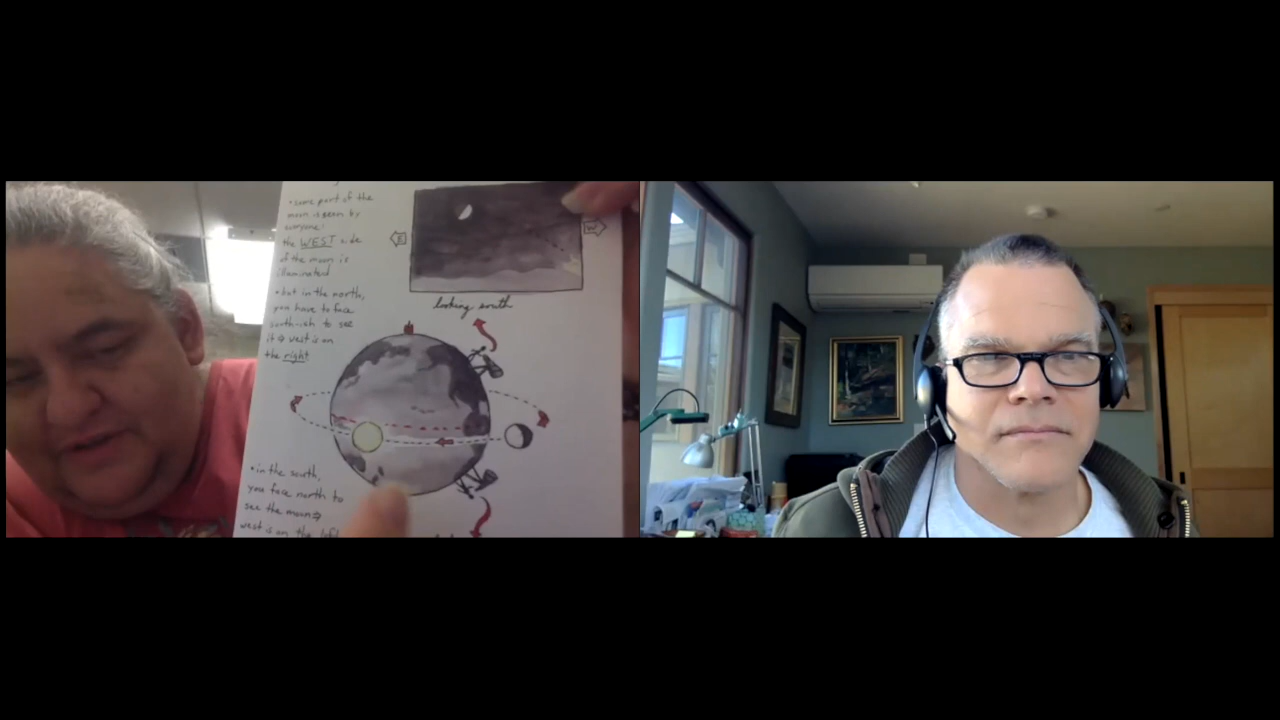 • some part of the
moon is seen by
everyone:
the WEST side
of the moon is
illuminated
• but in the north,
you have to face
south-ish to see
it ⇒ west is on
the right
E
W
looking south
• in the south,
you face north to
see the moon ⇒
west is on the left